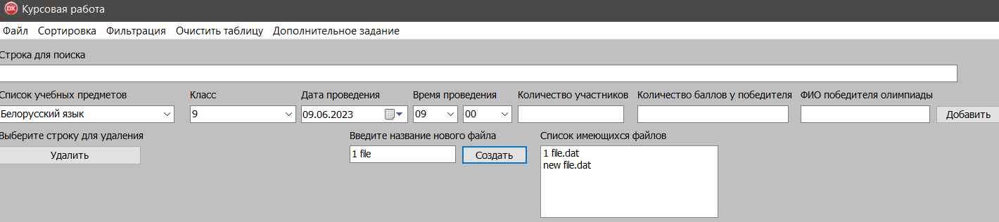 DX Курсовая работа
Файл Сортировка Фильтрация Очистить таблицу Дополнительное задание
Строка для поиска
Список учебных предметов Класс Дата проведения Время проведения Количество участников Количество баллов у победителя ФИО победителя олимпиады
Белорусский язык 9 09.06.2023 09 00 Добавить
Выберите строку для удаления Введите название нового файла Список имеющихся файлов
Удалить 1 file Создать 1 file.dat
new file.dat